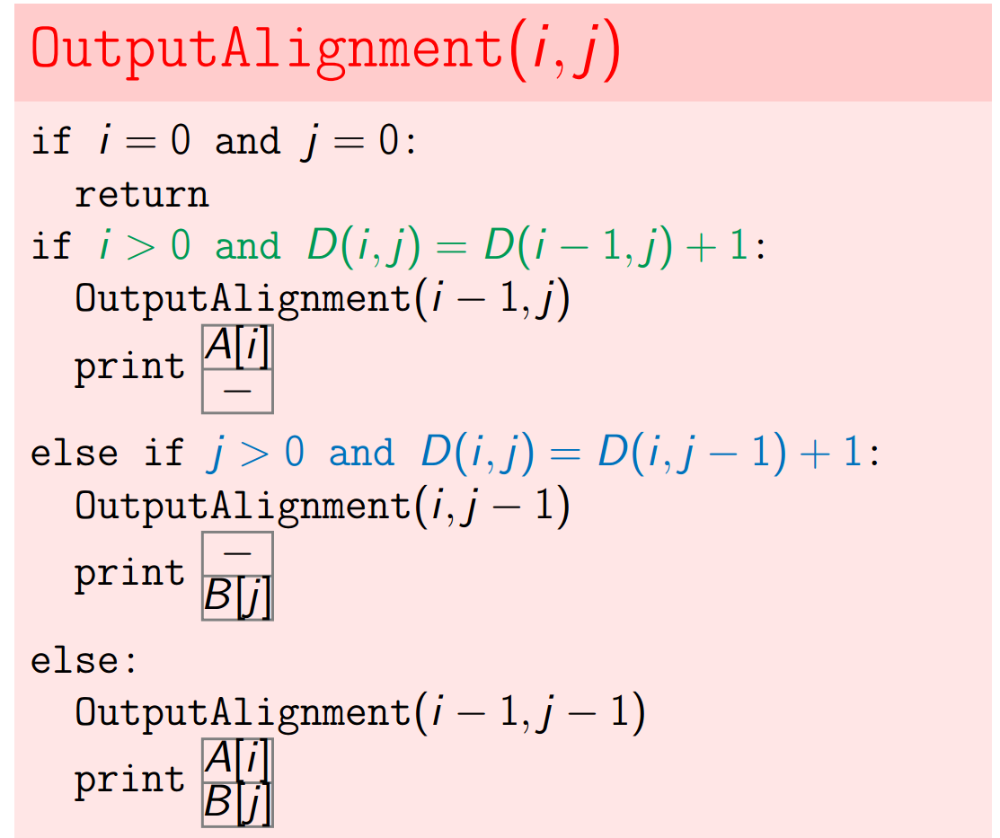 OutputAlignment(i, j)
if i = 0 and j = 0:
return
if i > 0 and D(i, j) = D(i − 1, j) + 1:
OutputAlignment(i − 1, j)
print A[i]
−
else if j > 0 and D(i, j) = D(i, j − 1) + 1:
OutputAlignment(i, j − 1)
print −
B[j]
else:
OutputAlignment(i − 1, j − 1)
print A[i]
B[j]